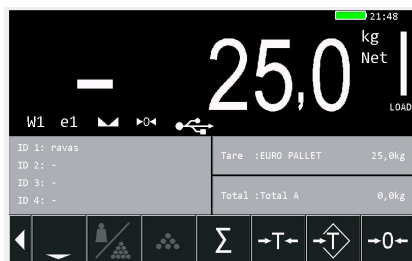 21:48
- 25,0 kg
Net
LOAD
W1 e1 ►0◄
ID 1: ravas
ID 2: -
ID 3: -
ID 4: -
Tare :EURO PALLET 25,0kg
Total :Total A 0,0kg
Σ →T← →T →0←